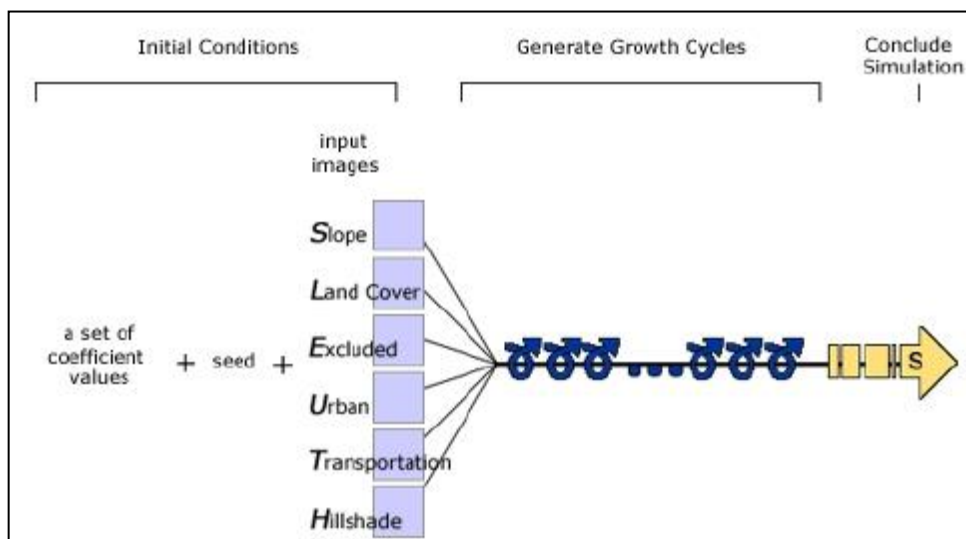 Initial Conditions
Generate Growth Cycles
Conclude
Simulation
input
images
Slope
Land Cover
Excluded
Urban
Transportation
Hillshade
a set of
coefficient
values
+ seed +
S